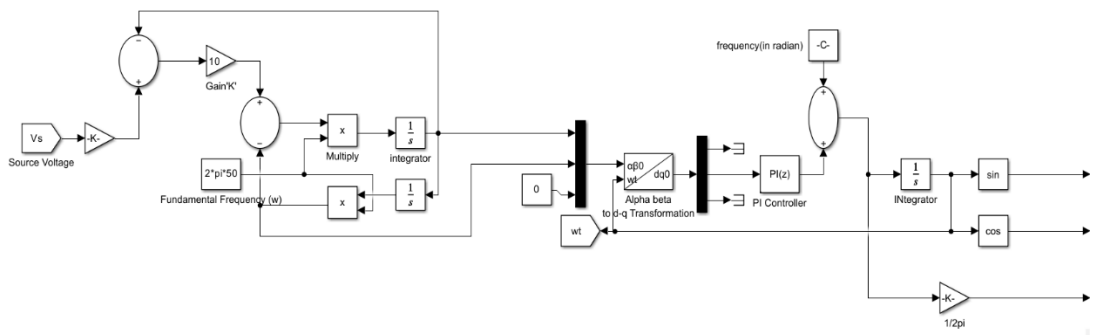 −
+
10
Gain'K'
Vs
Source Voltage
-K-
+
−
x
Multiply
1
s
integrator
2*pi*50
Fundamental Frequency (w)
x
1
s
0
αβ0
wt
dq0
Alpha beta
to d-q Transformation
wt
PI(z)
PI Controller
frequency(in radian)
-C-
+
+
1
s
INtegrator
sin
cos
-K-
1/2pi